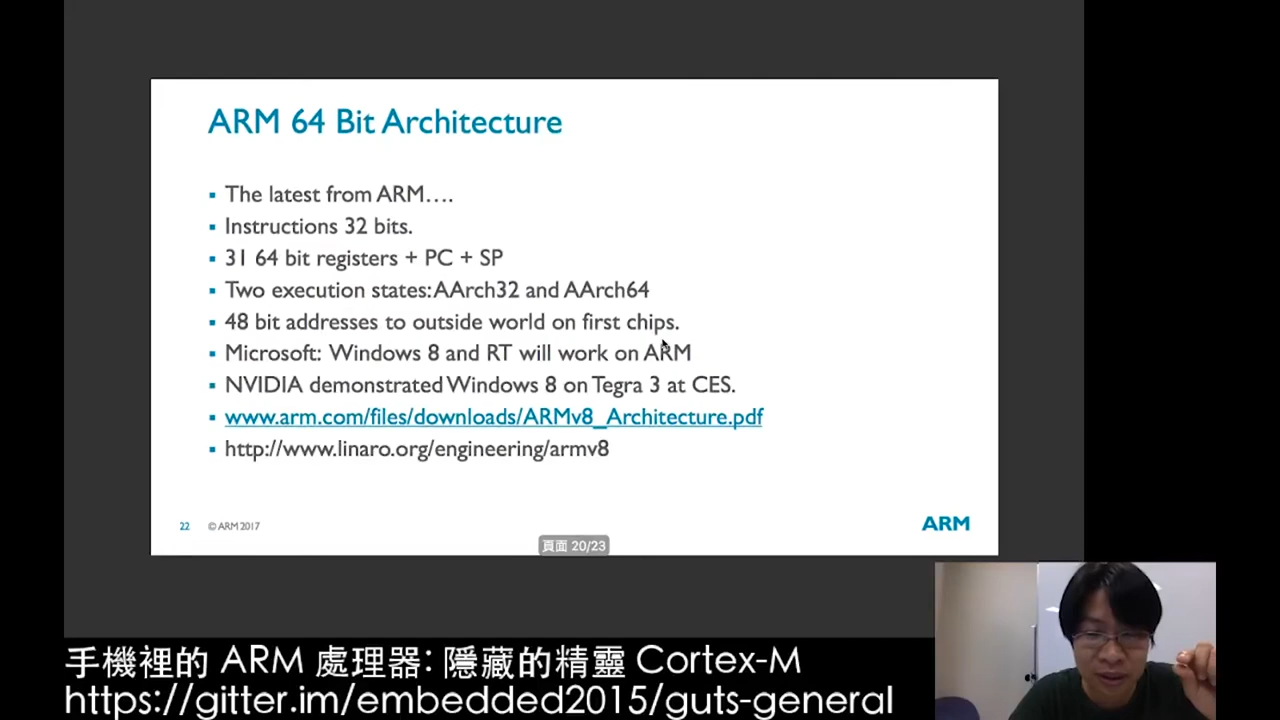 ARM 64 Bit Architecture
The latest from ARM....
Instructions 32 bits.
31 64 bit registers + PC + SP
Two execution states: AArch32 and AArch64
48 bit addresses to outside world on first chips.
Microsoft: Windows 8 and RT will work on ARM
NVIDIA demonstrated Windows 8 on Tegra 3 at CES.
www.arm.com/files/downloads/ARMv8_Architecture.pdf
http://www.linaro.org/engineering/armv8
22 © ARM 2017
ARM
頁面 20/23
手機裡的 ARM 處理器: 隱藏的精靈 Cortex-M
https://gitter.im/embedded2015/guts-general